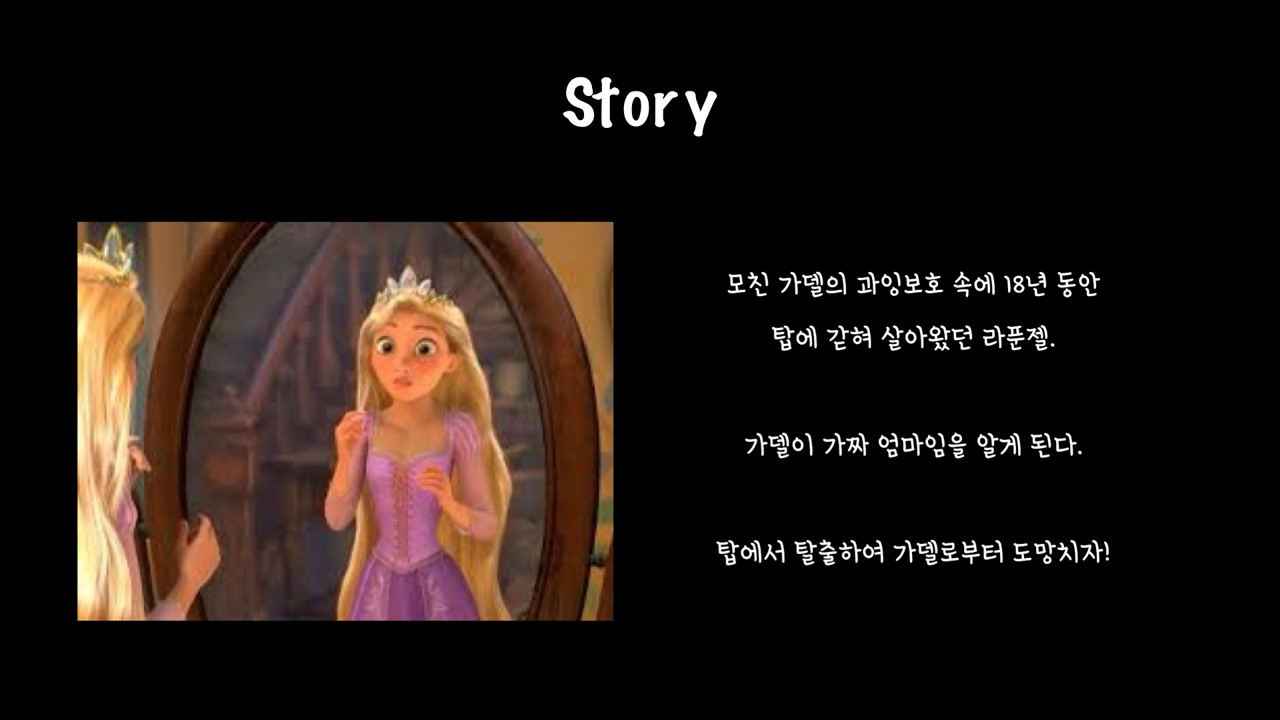 Story
모친 가델의 과잉보호 속에 18년 동안
탑에 갇혀 살아왔던 라푼젤.
가델이 가짜 엄마임을 알게 된다.
탑에서 탈출하여 가델로부터 도망치자!